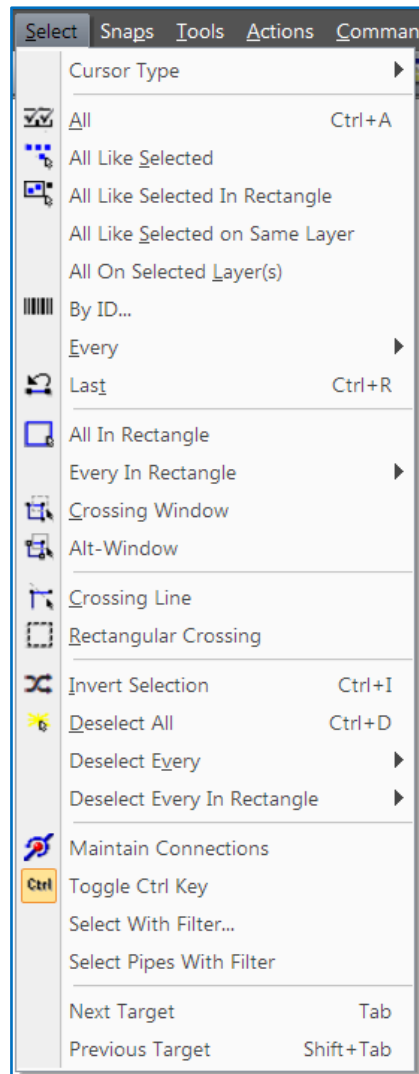 Select Snaps Tools Actions Comman
Cursor Type
All Ctrl+A
All Like Selected
All Like Selected In Rectangle
All Like Selected on Same Layer
All On Selected Layer(s)
By ID...
Every
Last Ctrl+R
All In Rectangle
Every In Rectangle
Crossing Window
Alt-Window
Crossing Line
Rectangular Crossing
Invert Selection Ctrl+I
Deselect All Ctrl+D
Deselect Every
Deselect Every In Rectangle
Maintain Connections
Ctrl Toggle Ctrl Key
Select With Filter...
Select Pipes With Filter
Next Target Tab
Previous Target Shift+Tab